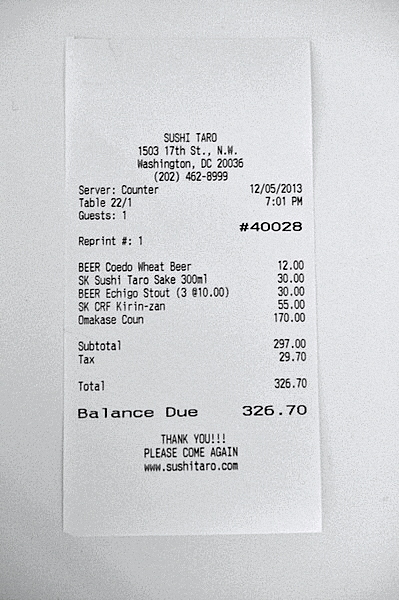 SUSHI TARO
1503 17th St., N.W.
Washington, DC 20036
(202) 462-8999
Server: Counter 12/05/2013
Table 22/1 7:01 PM
Guests: 1
#40028
Reprint #: 1
BEER Coedo Wheat Beer 12.00
SK Sushi Taro Sake 300ml 30.00
BEER Echigo Stout (3 @10.00) 30.00
SK CRF Kirin-zan 55.00
Omakase Coun 170.00
Subtotal 297.00
Tax 29.70
Total 326.70
Balance Due 326.70
THANK YOU!!!
PLEASE COME AGAIN
www.sushitaro.com